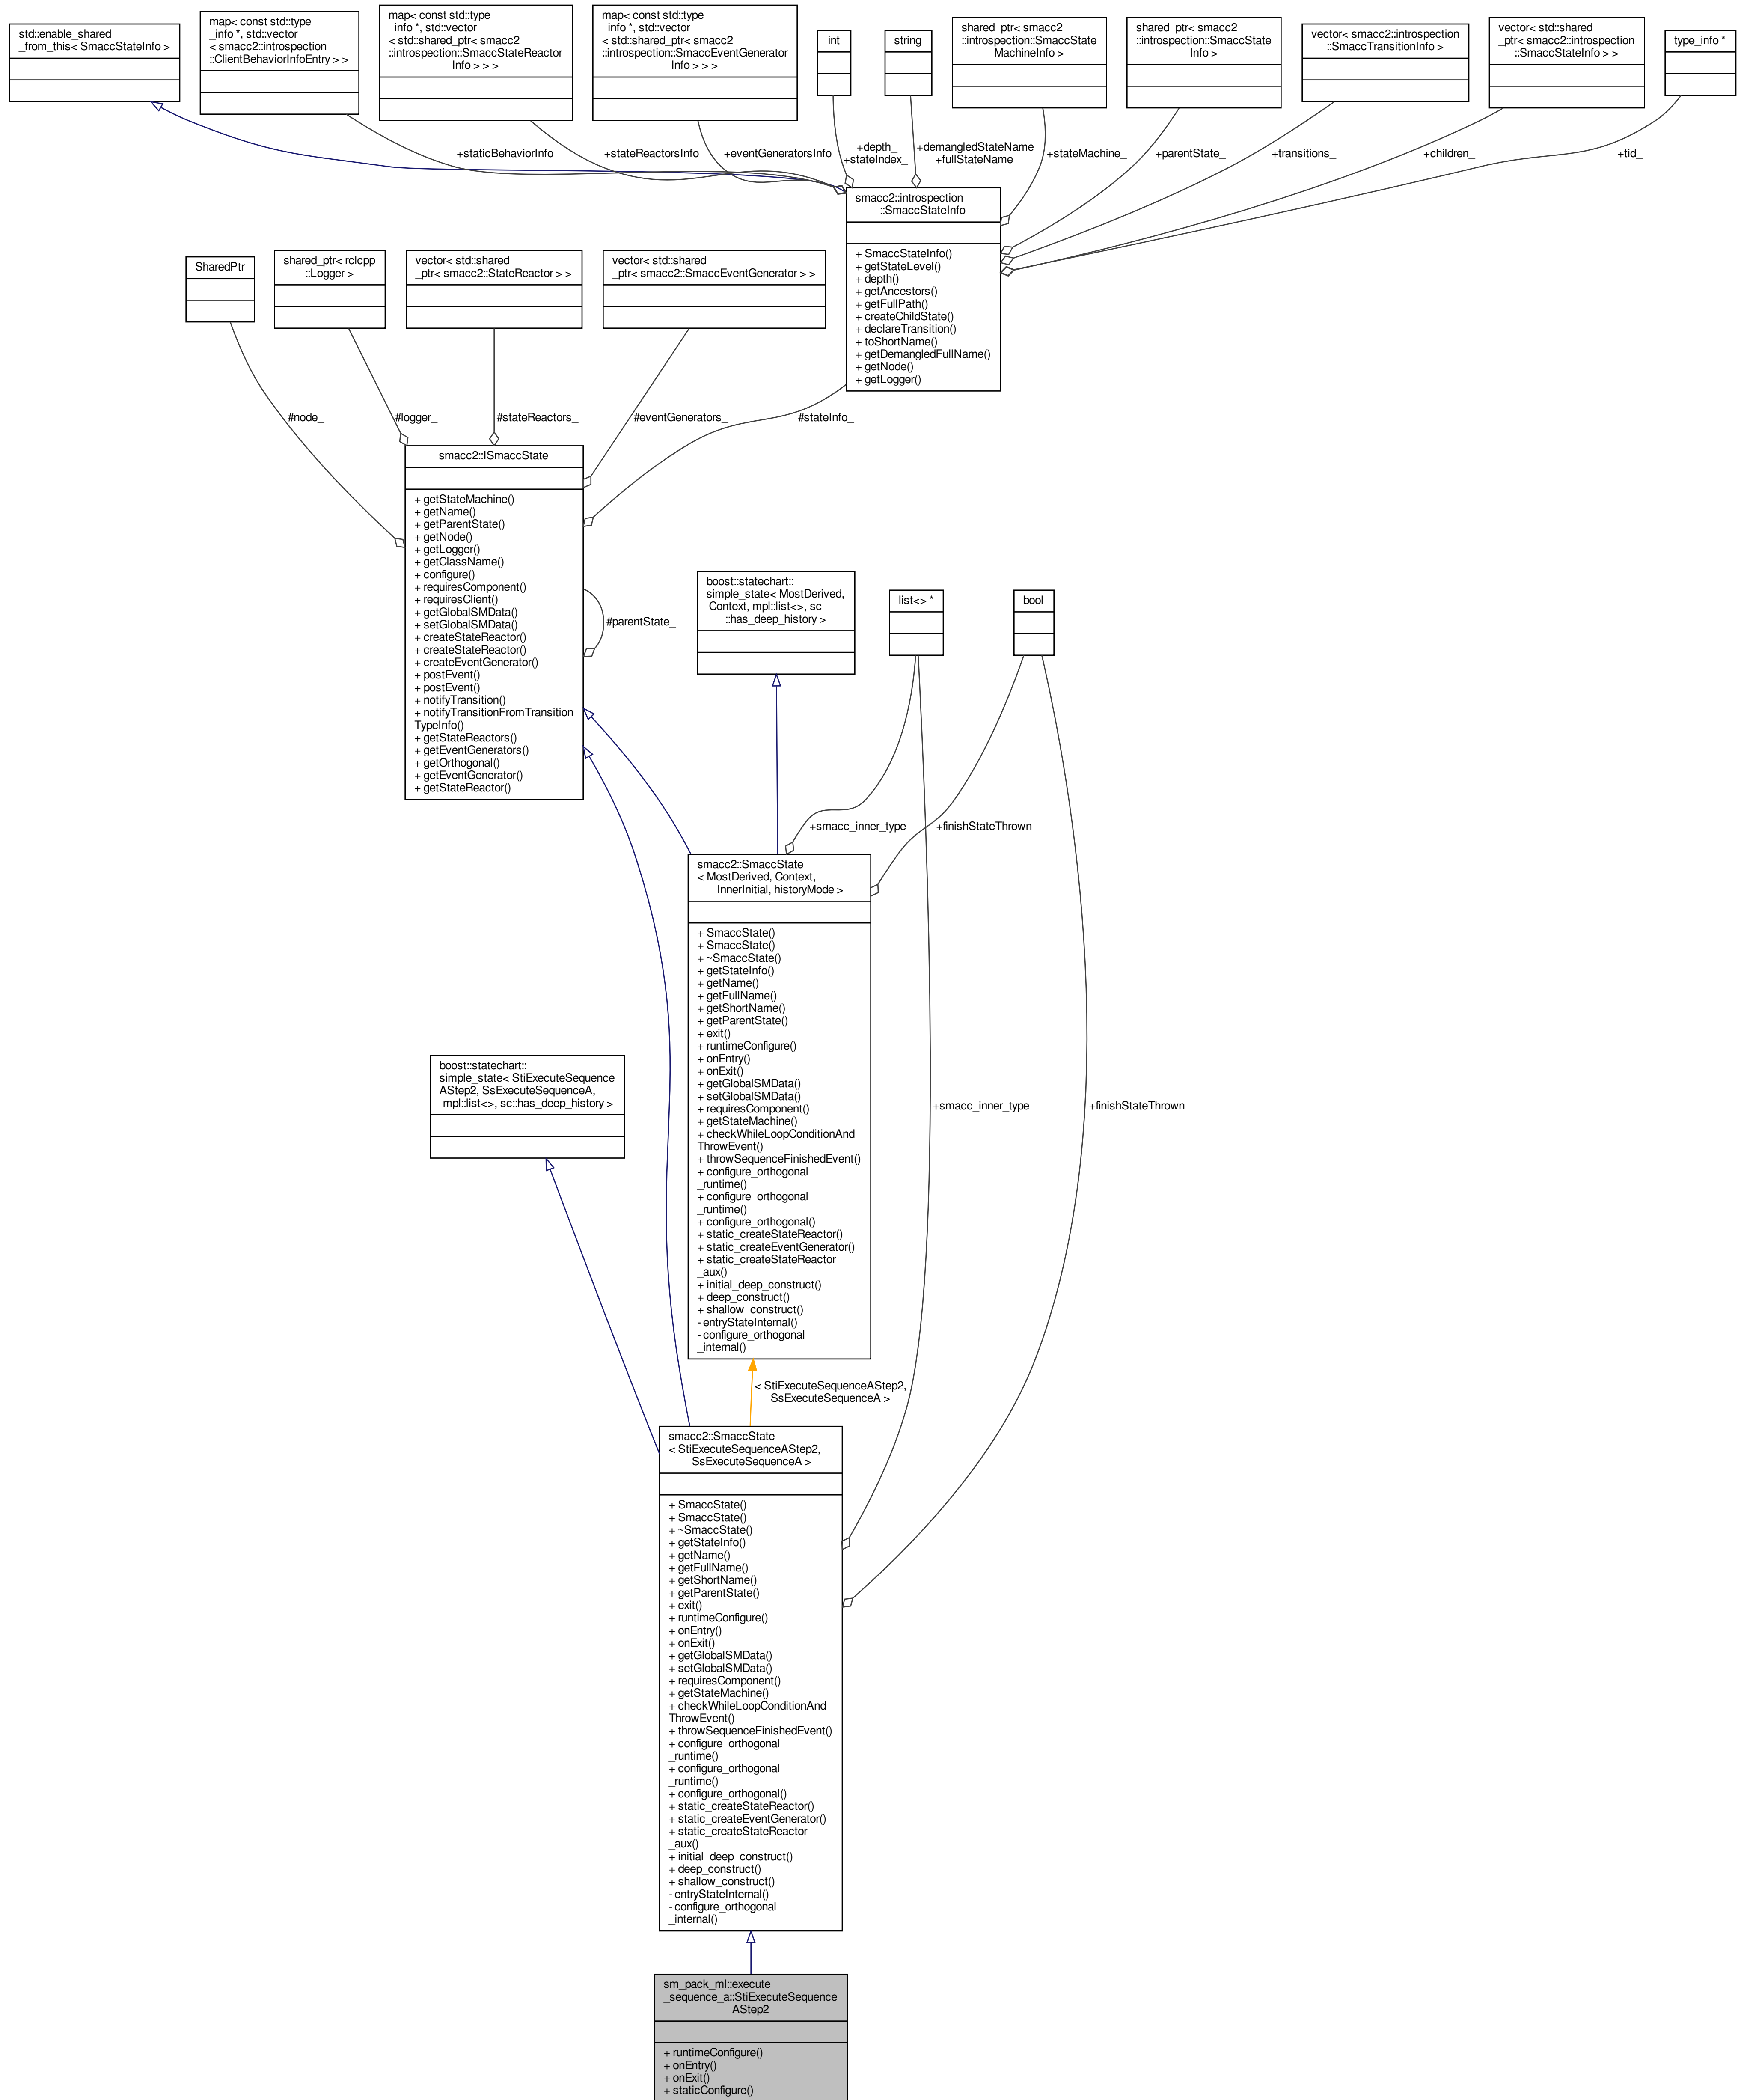 std::enable_shared
_from_this< SmaccStateInfo >
map< const std::type
_info *, std::vector
< smacc2::introspection
::ClientBehaviorInfoEntry > >
map< const std::type
_info *, std::vector
< std::shared_ptr< smacc2
::introspection::SmaccStateReactor
Info > > >
map< const std::type
_info *, std::vector
< std::shared_ptr< smacc2
::introspection::SmaccEventGenerator
Info > > >
int
string
shared_ptr< smacc2
::introspection::SmaccState
MachineInfo >
shared_ptr< smacc2
::introspection::SmaccState
Info >
vector< smacc2::introspection
::SmaccTransitionInfo >
vector< std::shared
_ptr< smacc2::introspection
::SmaccStateInfo > >
type_info *
+staticBehaviorInfo
+stateReactorsInfo
+eventGeneratorsInfo
+depth_
+stateIndex_
+demangledStateName
+fullStateName
+stateMachine_
+parentState_
+transitions_
+children_
+tid_
smacc2::introspection
::SmaccStateInfo
+ SmaccStateInfo()
+ getStateLevel()
+ depth()
+ getAncestors()
+ getFullPath()
+ createChildState()
+ declareTransition()
+ toShortName()
+ getDemangledFullName()
+ getNode()
+ getLogger()
SharedPtr
shared_ptr< rclcpp
::Logger >
vector< std::shared
_ptr< smacc2::StateReactor > >
vector< std::shared
_ptr< smacc2::SmaccEventGenerator > >
#node_
#logger_
#stateReactors_
#eventGenerators_
#stateInfo_
smacc2::ISmaccState
+ getStateMachine()
+ getName()
+ getParentState()
+ getNode()
+ getLogger()
+ getClassName()
+ configure()
+ requiresComponent()
+ requiresClient()
+ getGlobalSMData()
+ setGlobalSMData()
+ createStateReactor()
+ createStateReactor()
+ createEventGenerator()
+ postEvent()
+ postEvent()
+ notifyTransition()
+ notifyTransitionFromTransition
TypeInfo()
+ getStateReactors()
+ getEventGenerators()
+ getOrthogonal()
+ getEventGenerator()
+ getStateReactor()
#parentState_
boost::statechart::
simple_state< MostDerived,
Context, mpl::list<>, sc
::has_deep_history >
list<> *
bool
+smacc_inner_type
+finishStateThrown
smacc2::SmaccState
< MostDerived, Context,
InnerInitial, historyMode >
+ SmaccState()
+ SmaccState()
+ ~SmaccState()
+ getStateInfo()
+ getName()
+ getFullName()
+ getShortName()
+ getParentState()
+ exit()
+ runtimeConfigure()
+ onEntry()
+ onExit()
+ getGlobalSMData()
+ setGlobalSMData()
+ requiresComponent()
+ getStateMachine()
+ checkWhileLoopConditionAnd
ThrowEvent()
+ throwSequenceFinishedEvent()
+ configure_orthogonal
_runtime()
+ configure_orthogonal
_runtime()
+ configure_orthogonal()
+ static_createStateReactor()
+ static_createEventGenerator()
+ static_createStateReactor
_aux()
+ initial_deep_construct()
+ deep_construct()
+ shallow_construct()
- entryStateInternal()
- configure_orthogonal
_internal()
boost::statechart::
simple_state< StiExecuteSequence
AStep2, SsExecuteSequenceA,
mpl::list<>, sc::has_deep_history >
+smacc_inner_type
+finishStateThrown
< StiExecuteSequenceAStep2,
SsExecuteSequenceA >
smacc2::SmaccState
< StiExecuteSequenceAStep2,
SsExecuteSequenceA >
+ SmaccState()
+ SmaccState()
+ ~SmaccState()
+ getStateInfo()
+ getName()
+ getFullName()
+ getShortName()
+ getParentState()
+ exit()
+ runtimeConfigure()
+ onEntry()
+ onExit()
+ getGlobalSMData()
+ setGlobalSMData()
+ requiresComponent()
+ getStateMachine()
+ checkWhileLoopConditionAnd
ThrowEvent()
+ throwSequenceFinishedEvent()
+ configure_orthogonal
_runtime()
+ configure_orthogonal
_runtime()
+ configure_orthogonal()
+ static_createStateReactor()
+ static_createEventGenerator()
+ static_createStateReactor
_aux()
+ initial_deep_construct()
+ deep_construct()
+ shallow_construct()
- entryStateInternal()
- configure_orthogonal
_internal()
sm_pack_ml::execute
_sequence_a::StiExecuteSequence
AStep2
+ runtimeConfigure()
+ onEntry()
+ onExit()
+ staticConfigure()